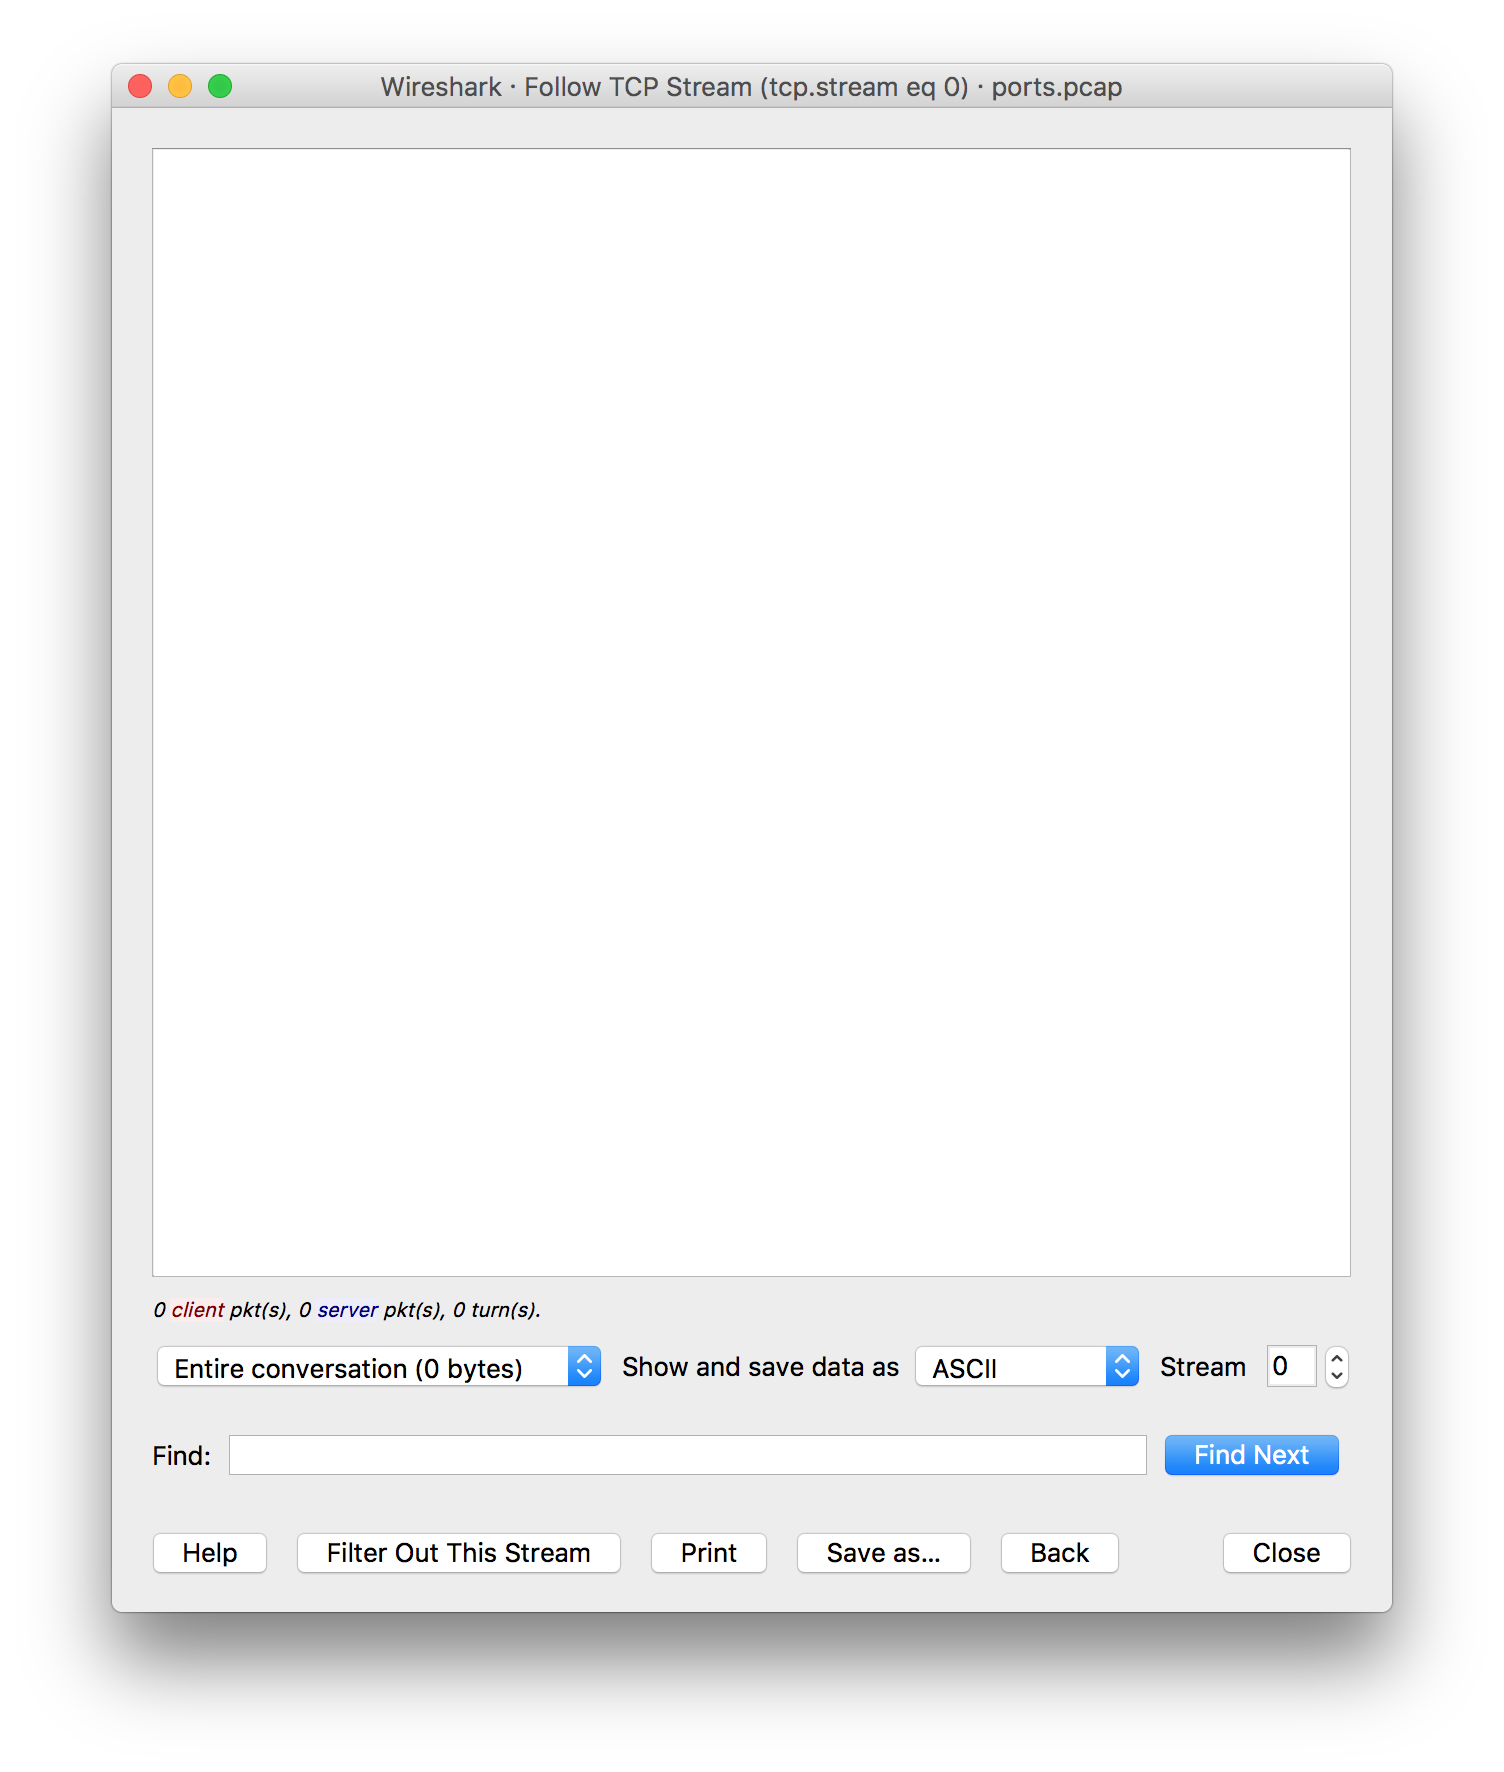 Wireshark · Follow TCP Stream (tcp.stream eq 0) · ports.pcap
0 client pkt(s), 0 server pkt(s), 0 turn(s).
Entire conversation (0 bytes) Show and save data as ASCII Stream 0
Find: Find Next
Help Filter Out This Stream Print Save as... Back Close